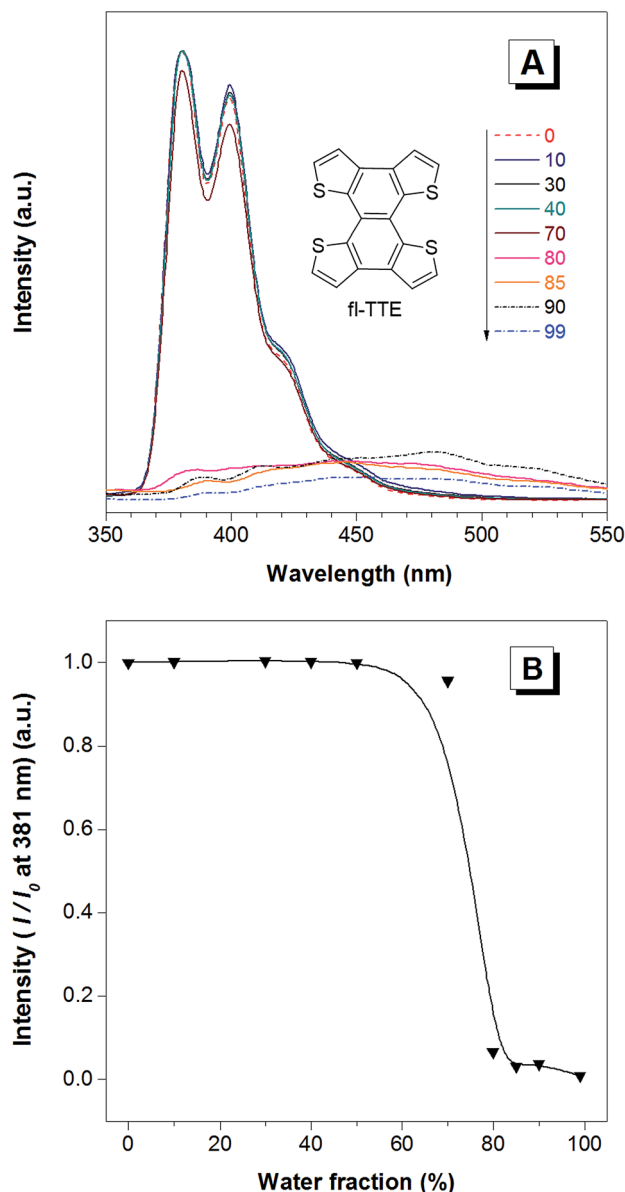 A
0
10
30
40
70
80
85
90
99
S S
S S
fl-TTE
Intensity (a.u.)
350 400 450 500 550
Wavelength (nm)
B
1.0
0.8
0.6
0.4
0.2
0.0
Intensity ( I / I0 at 381 nm) (a.u.)
0 20 40 60 80 100
Water fraction (%)